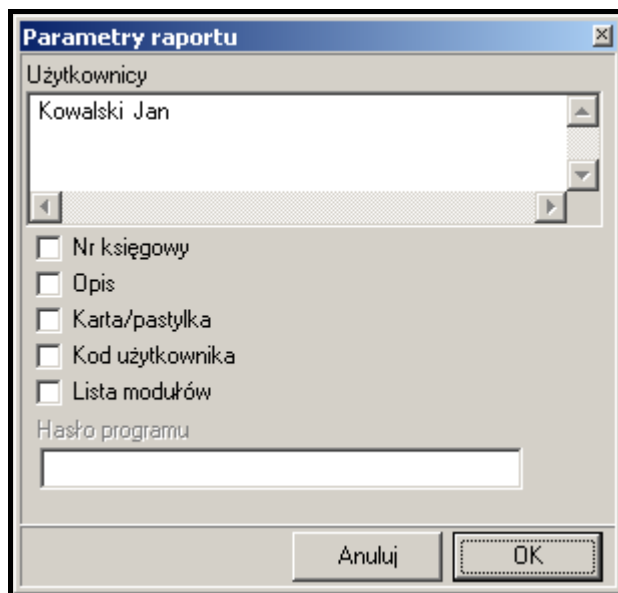 Parametry raportu
Użytkownicy
Kowalski Jan
Nr księgowy
Opis
Karta/pastylka
Kod użytkownika
Lista modułów
Hasło programu
Anuluj
OK